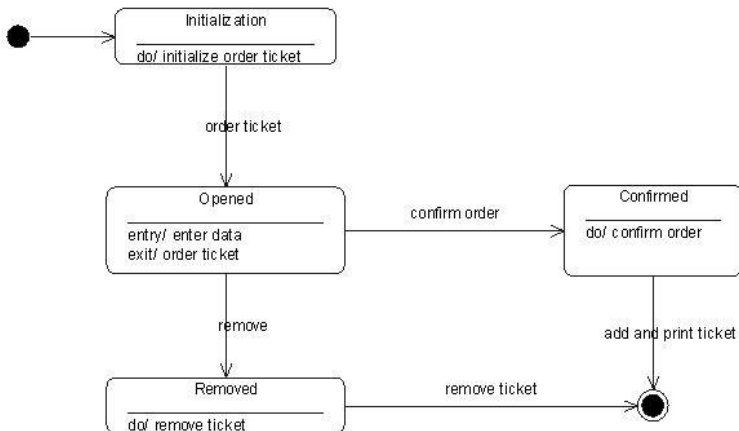 Initialization
do/ initialize order ticket
order ticket
Opened
entry/ enter data
exit/ order ticket
confirm order
Confirmed
do/ confirm order
remove
add and print ticket
Removed
do/ remove ticket
remove ticket